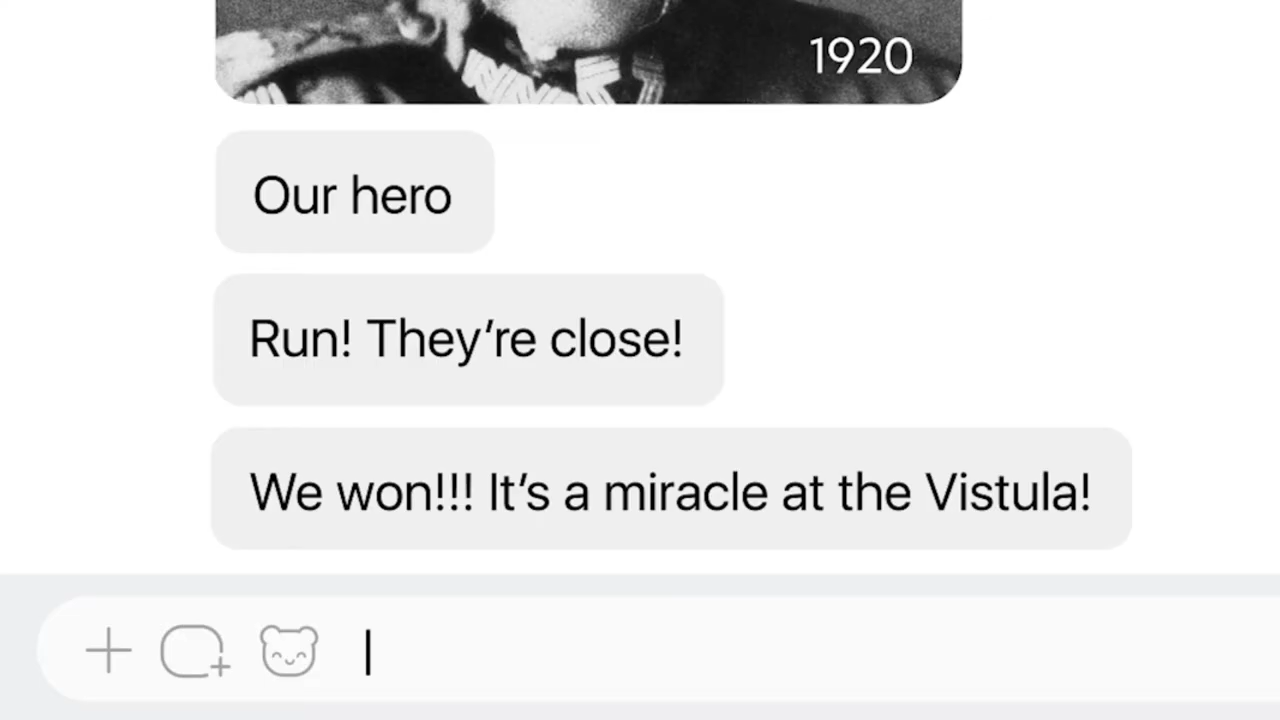 1920
Our hero
Run! They’re close!
We won!!! It’s a miracle at the Vistula!